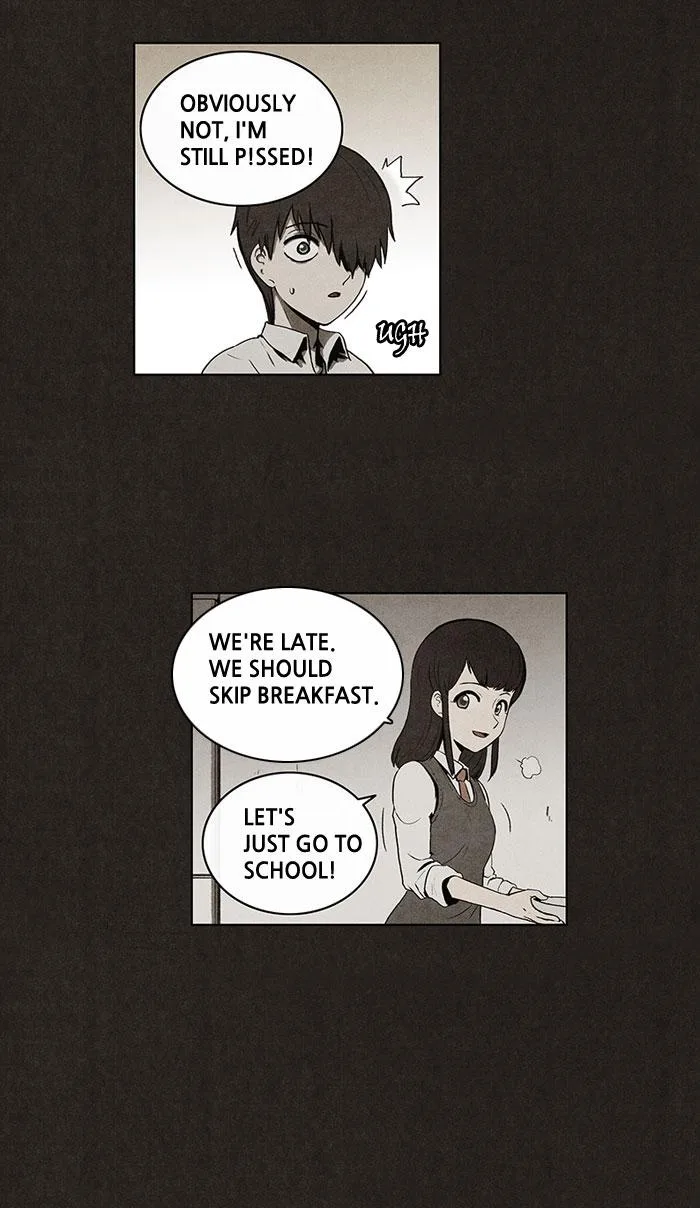 OBVIOUSLY
NOT, I'M
STILL P!SSED!
UGH
WE'RE LATE.
WE SHOULD
SKIP BREAKFAST.
LET'S
JUST GO TO
SCHOOL!